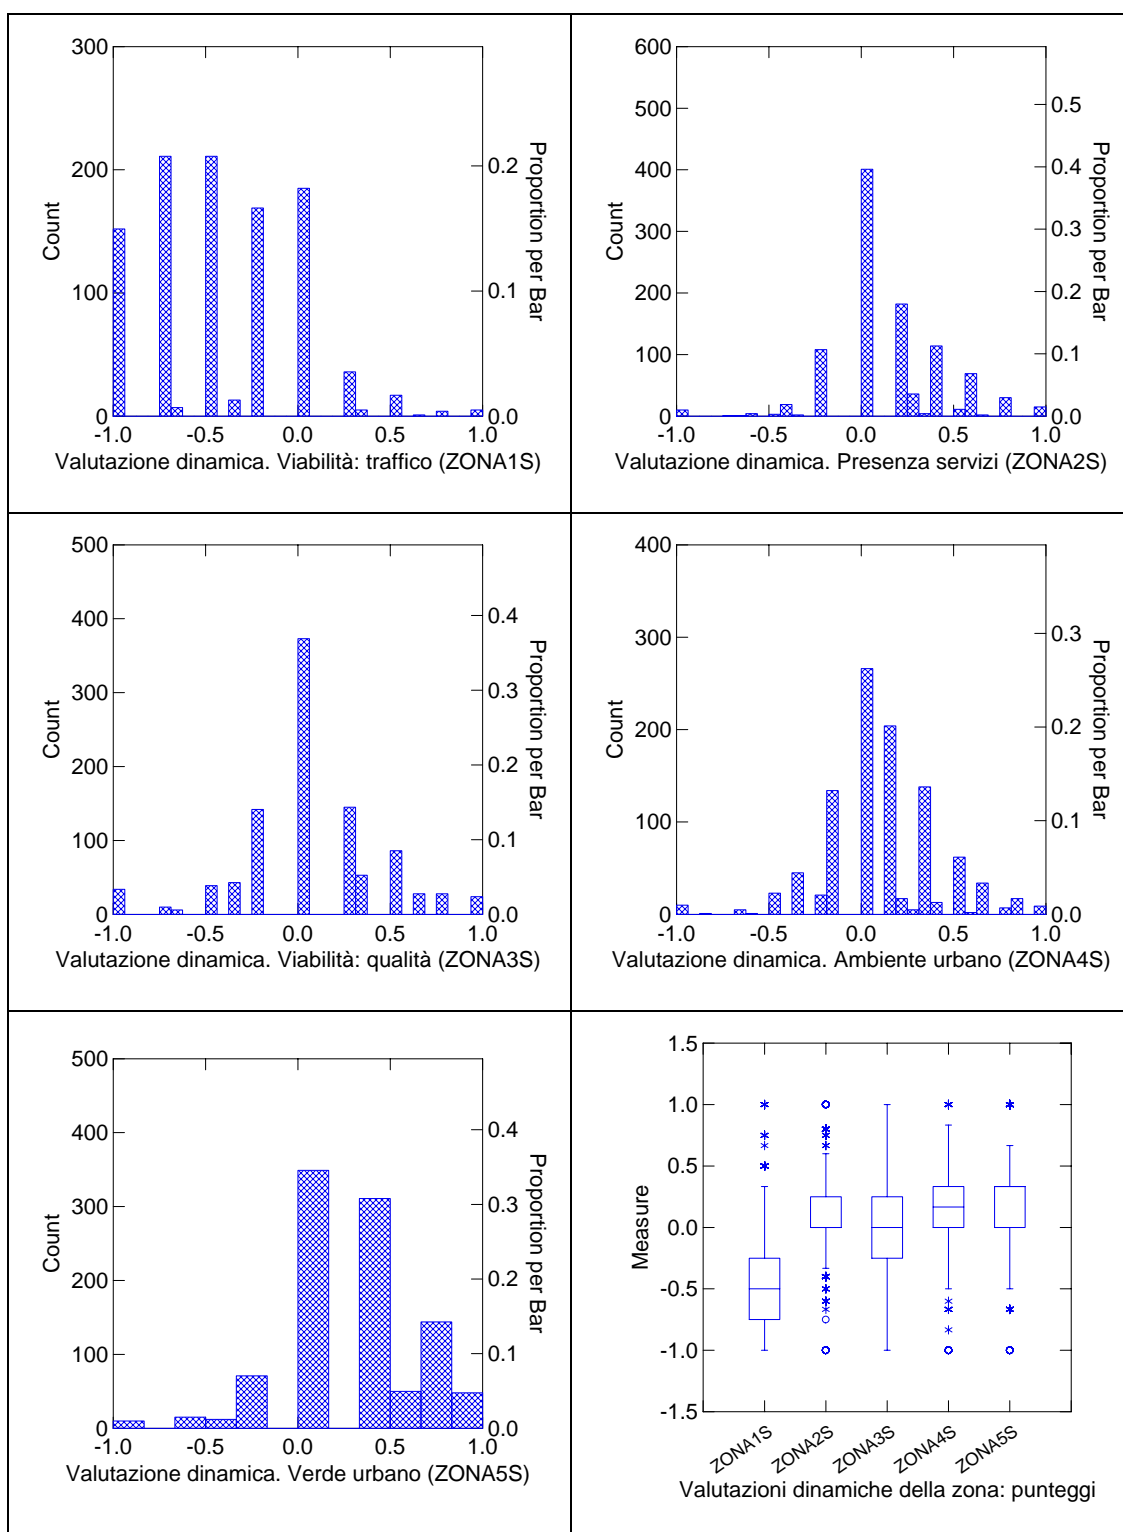 300
200
100
0
Count
0.2
0.1
0.0
Proportion per Bar
-1.0 -0.5 0.0 0.5 1.0
Valutazione dinamica. Viabilità: traffico (ZONA1S)
600
500
400
300
200
100
0
Count
0.5
0.4
0.3
0.2
0.1
0.0
Proportion per Bar
-1.0 -0.5 0.0 0.5 1.0
Valutazione dinamica. Presenza servizi (ZONA2S)
500
400
300
200
100
0
Count
0.4
0.3
0.2
0.1
0.0
Proportion per Bar
-1.0 -0.5 0.0 0.5 1.0
Valutazione dinamica. Viabilità: qualità (ZONA3S)
400
300
200
100
0
Count
0.3
0.2
0.1
0.0
Proportion per Bar
-1.0 -0.5 0.0 0.5 1.0
Valutazione dinamica. Ambiente urbano (ZONA4S)
500
400
300
200
100
0
Count
0.4
0.3
0.2
0.1
0.0
Proportion per Bar
-1.0 -0.5 0.0 0.5 1.0
Valutazione dinamica. Verde urbano (ZONA5S)
1.5
1.0
0.5
0.0
-0.5
-1.0
-1.5
Measure
ZONA1S ZONA2S ZONA3S ZONA4S ZONA5S
Valutazioni dinamiche della zona: punteggi